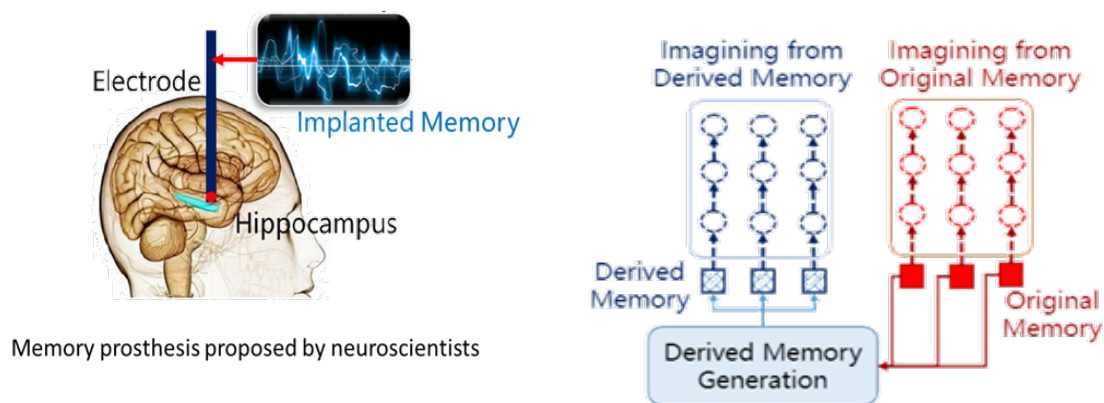 Electrode
Implanted Memory
Hippocampus
Memory prosthesis proposed by neuroscientists
Imagining from
Derived Memory
Imagining from
Original Memory
Derived
Memory
Original
Memory
Derived Memory
Generation